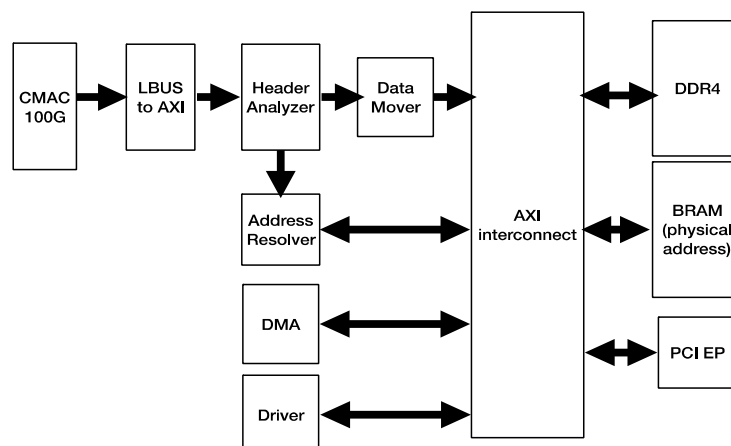 CMAC
100G
LBUS
to AXI
Header
Analyzer
Data
Mover
AXI
interconnect
DDR4
Address
Resolver
BRAM
(physical
address)
DMA
PCI EP
Driver